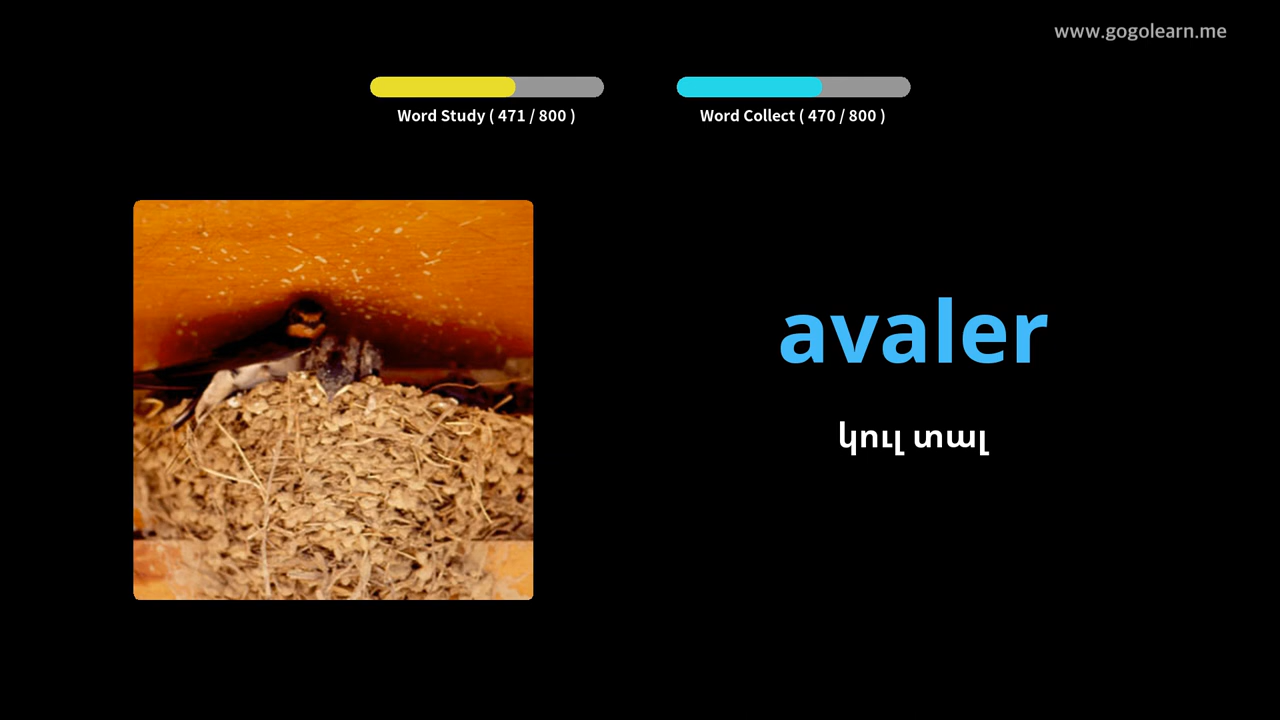 www.gogolearn.me
Word Study ( 471 / 800 )
Word Collect ( 470 / 800 )
avaler
կուլ տալ